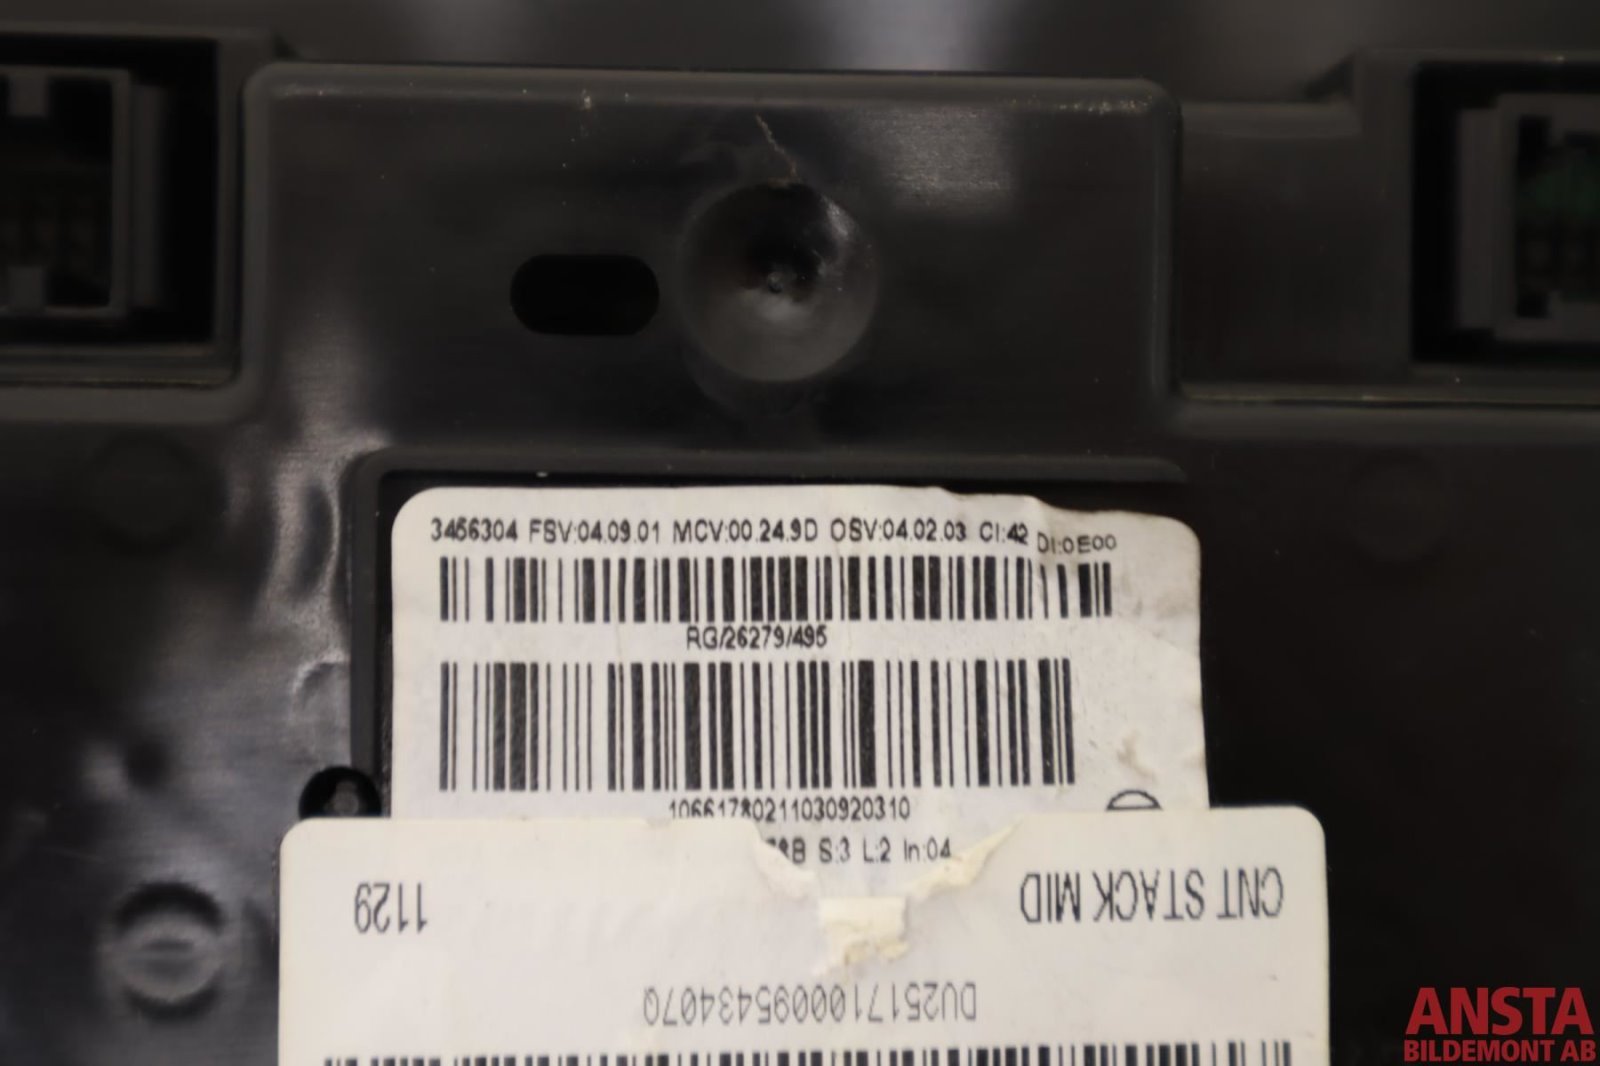 3456304 FSV:04.09.01 MCV:00.24.9D OSV:04.02.03 CI:42 DI:0E00
RG/26279/495
10661780211030920310
S:3 L:2 In:04
CNT STACK MID 1129
DU2517100095434070
ANSTA
BILDEMONT AB